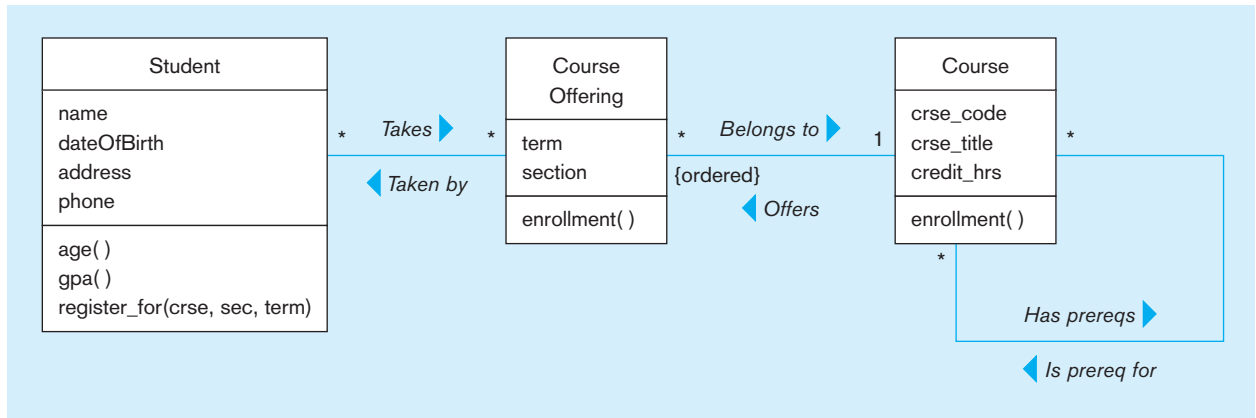 Student
name
dateOfBirth
address
phone
age( )
gpa( )
register_for(crse, sec, term)
*
Takes
*
Taken by
Course
Offering
term
section
enrollment( )
*
Belongs to
1
{ordered}
Offers
Course
crse_code
crse_title
credit_hrs
enrollment( )
*
*
Has prereqs
Is prereq for